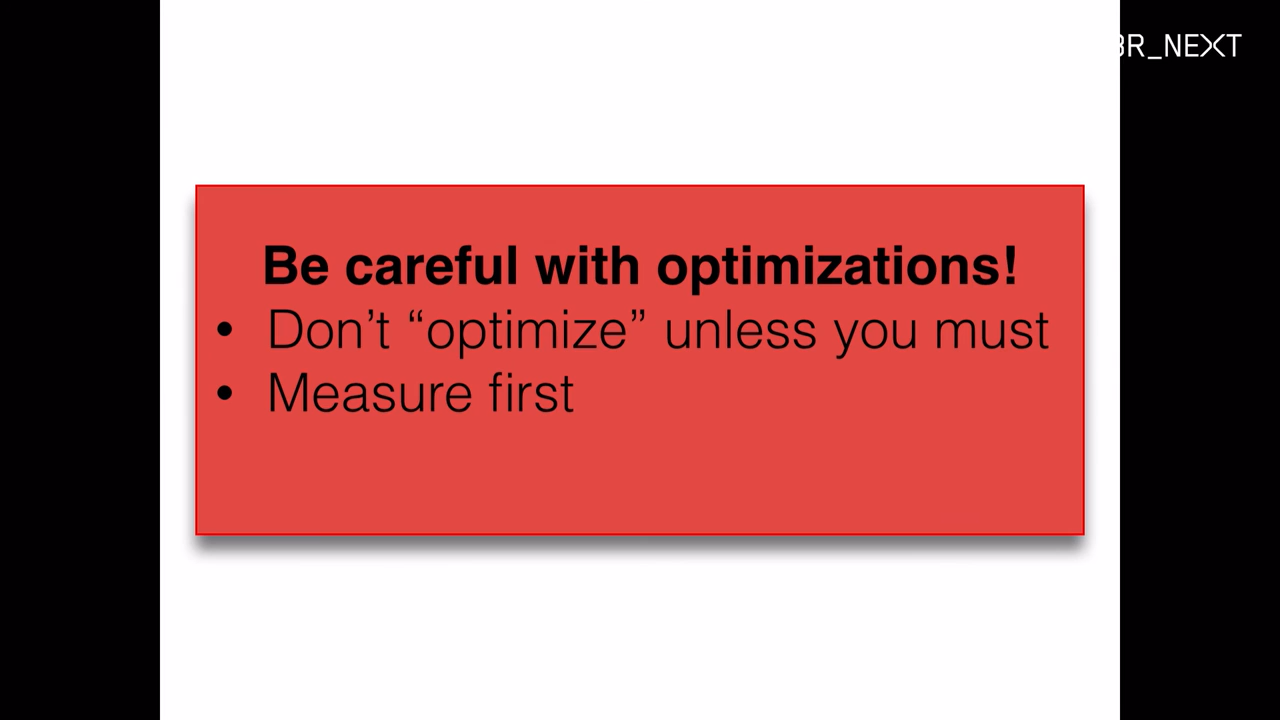 BR_NEXT
Be careful with optimizations!
• Don’t “optimize” unless you must
• Measure first